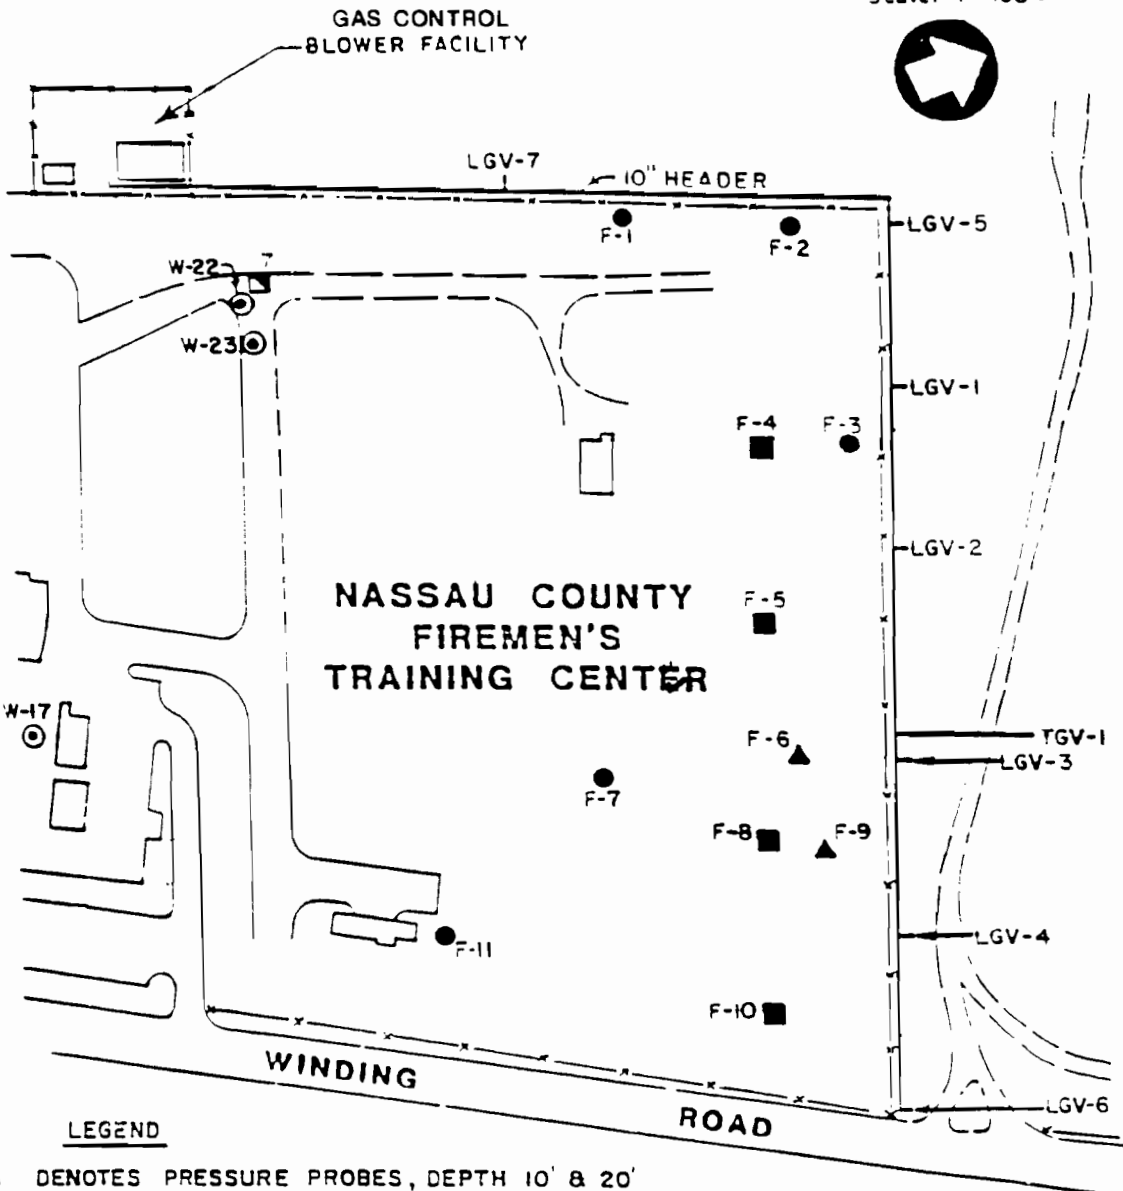 GAS CONTROL
BLOWER FACILITY
LGV-7
10" HEADER
LGV-5
F-1
F-2
W-22
7
W-23
LGV-1
F-4
F-3
LGV-2
NASSAU COUNTY
FIREMEN'S
TRAINING CENTER
F-5
W-17
F-6
TGV-1
LGV-3
F-7
F-8
F-9
F-11
LGV-4
F-10
WINDING ROAD
LGV-6
LEGEND
DENOTES PRESSURE PROBES, DEPTH 10' & 20'